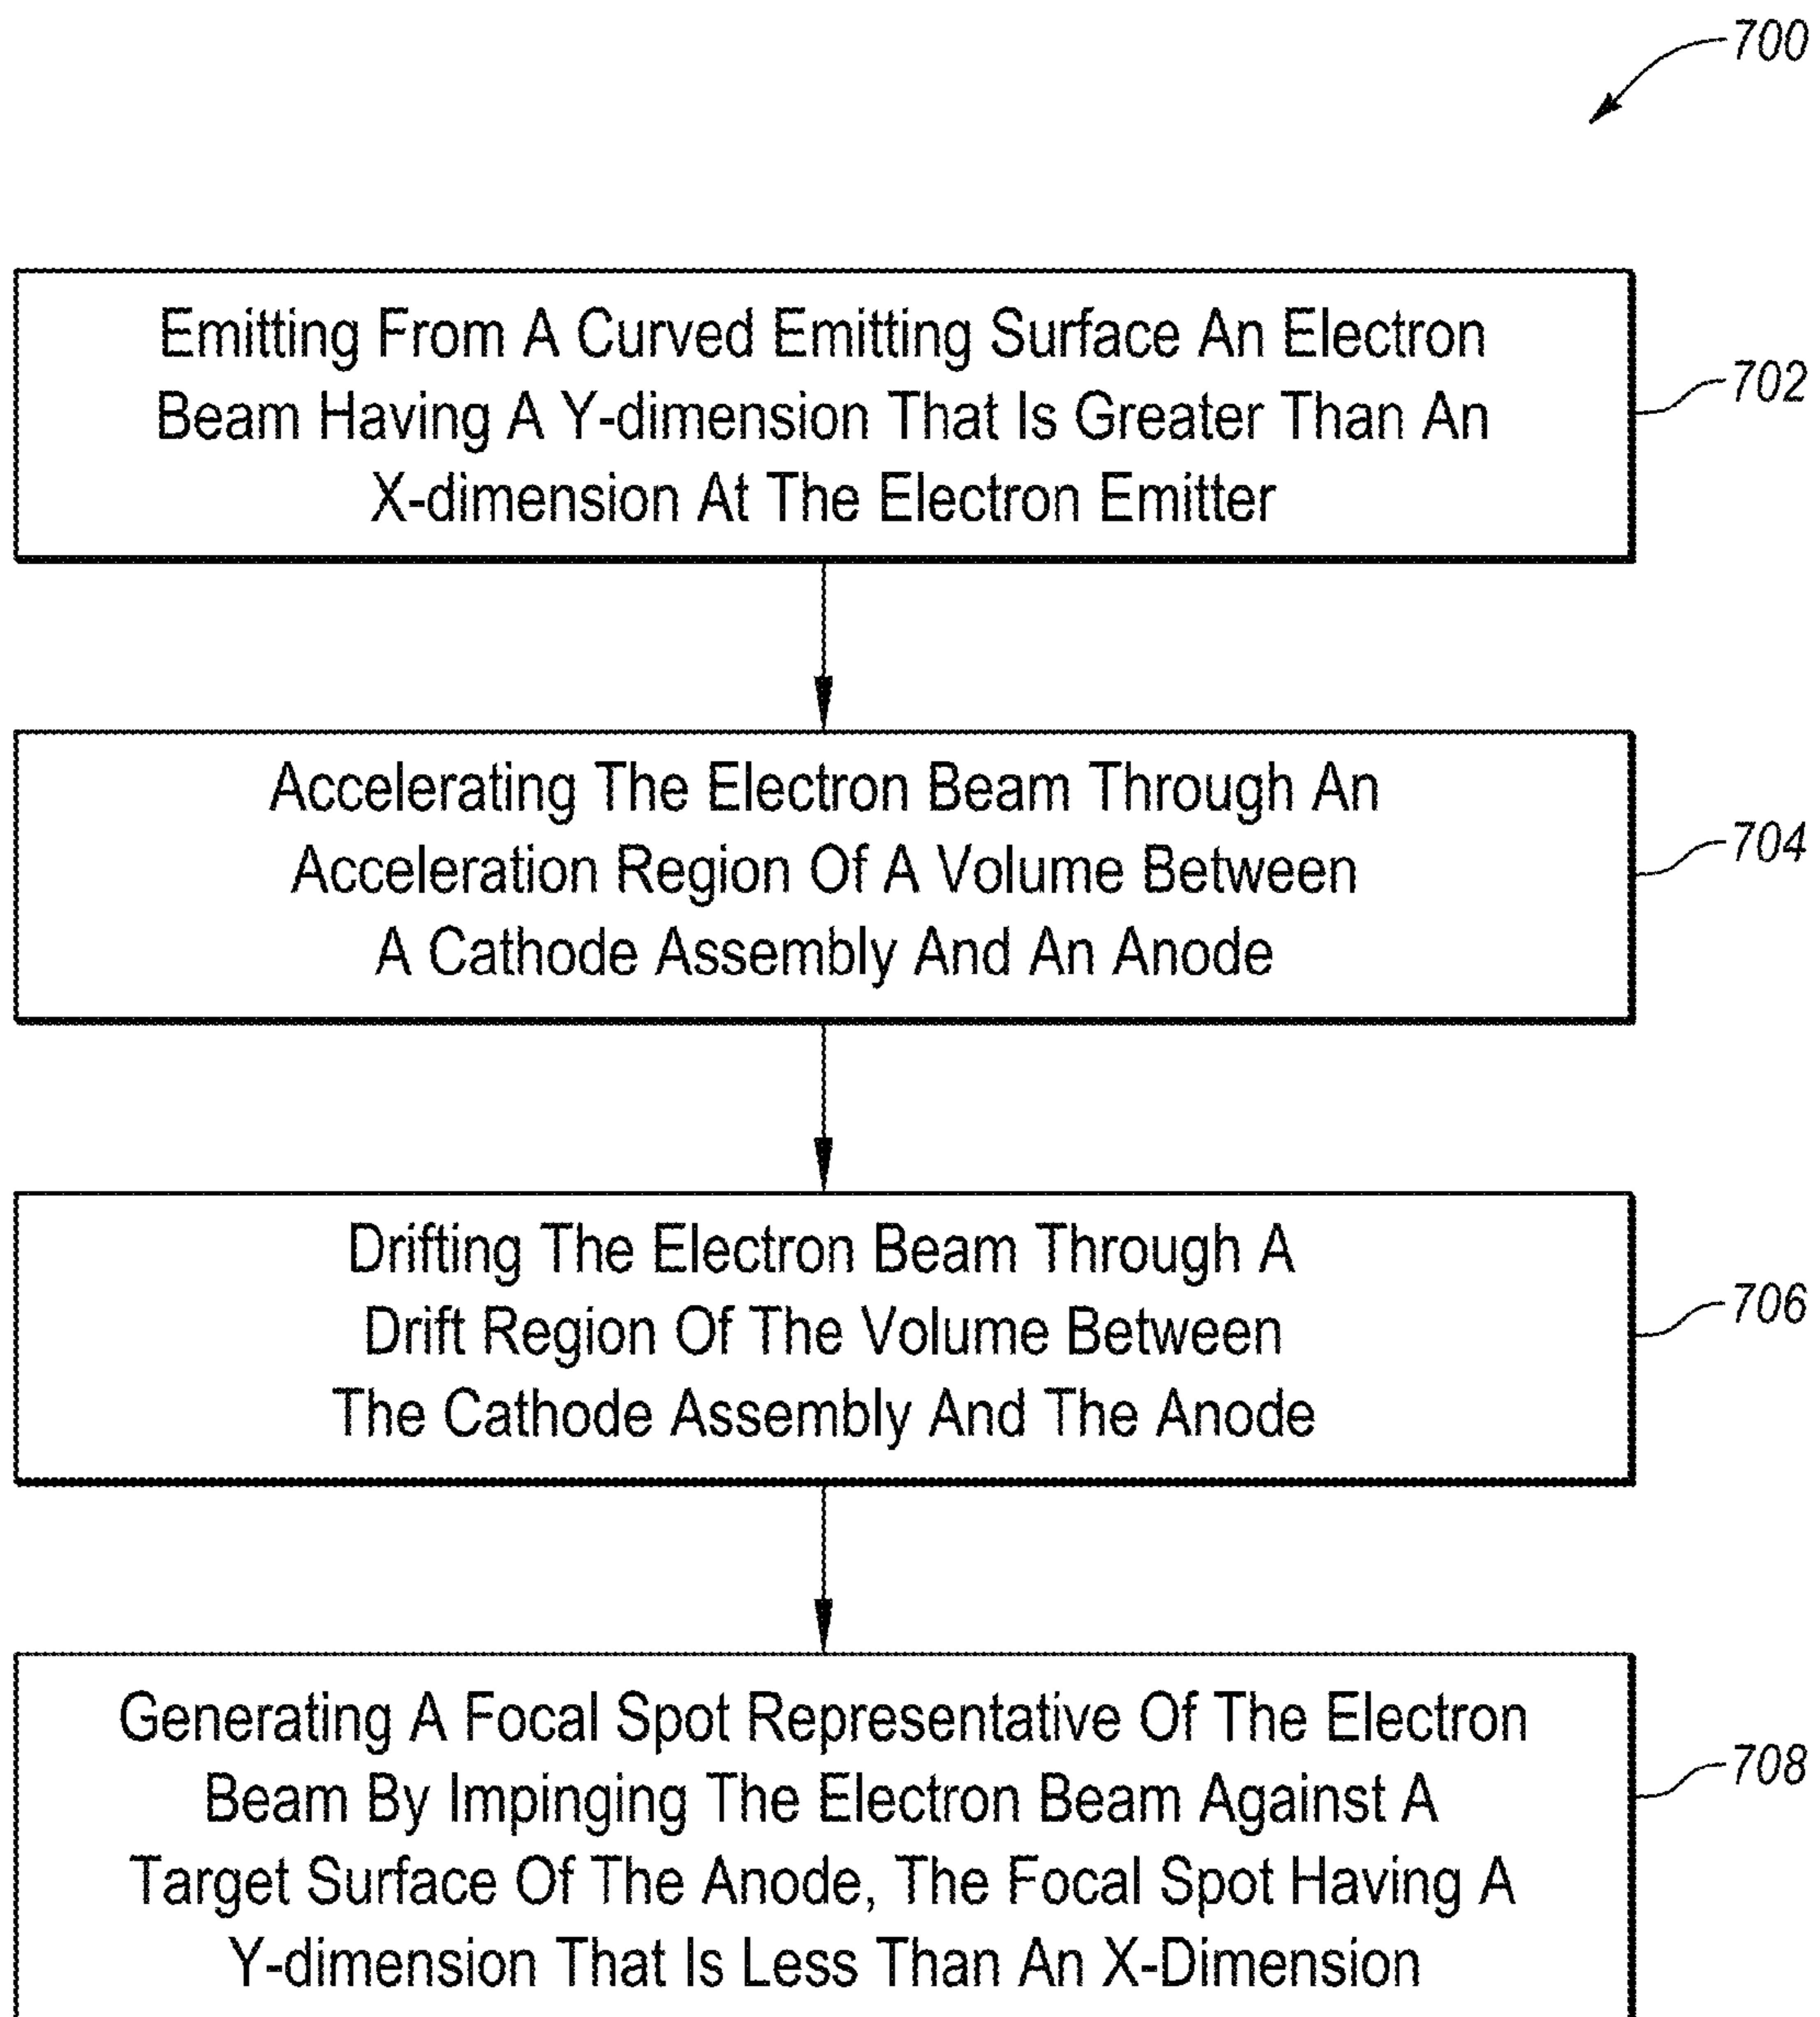 700
Emitting From A Curved Emitting Surface An Electron
Beam Having A Y-dimension That Is Greater Than An
X-dimension At The Electron Emitter
702
Accelerating The Electron Beam Through An
Acceleration Region Of A Volume Between
A Cathode Assembly And An Anode
704
Drifting The Electron Beam Through A
Drift Region Of The Volume Between
The Cathode Assembly And The Anode
706
Generating A Focal Spot Representative Of The Electron
Beam By Impinging The Electron Beam Against A
Target Surface Of The Anode, The Focal Spot Having A
Y-dimension That Is Less Than An X-Dimension
708